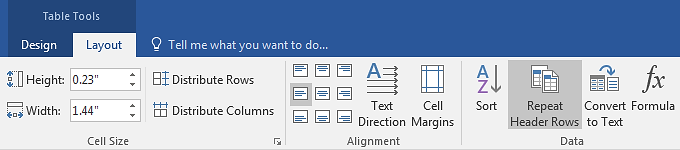 Table Tools
Design Layout Tell me what you want to do...
Height: 0.23" Distribute Rows
Width: 1.44" Distribute Columns
Cell Size
Text Direction
Cell Margins
Alignment
Sort
Repeat Header Rows
Convert to Text
Formula
Data